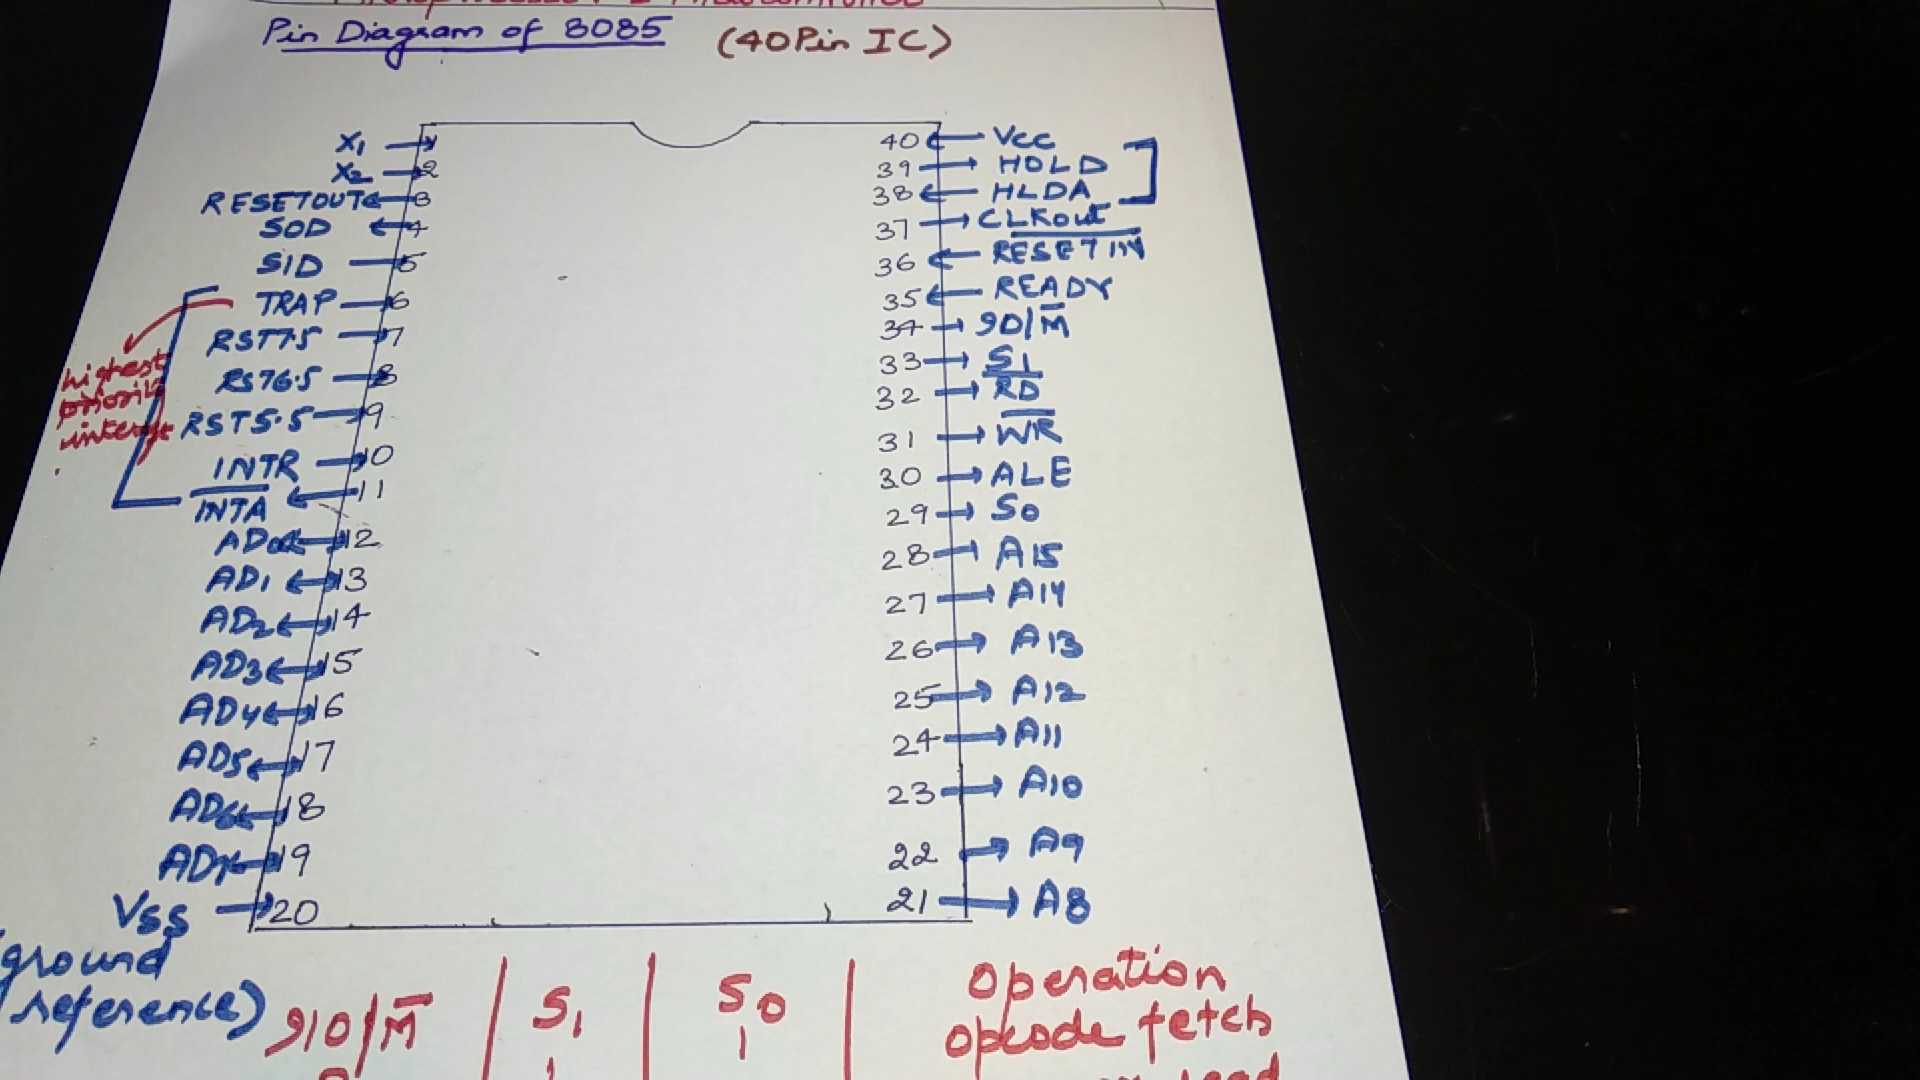 Pin Diagram of 8085 (40 Pin IC)
X1 1
X2 2
RESETOUT 3
SOD 4
SID 5
TRAP 6
RST7.5 7
RST6.5 8
RST5.5 9
INTR 10
INTA 11
AD0 12
AD1 13
AD2 14
AD3 15
AD4 16
AD5 17
AD6 18
AD7 19
Vss 20
(ground
reference)
highest
40 Vcc
39 HOLD
38 HLDA
37 CLKout
36 RESET IN
35 READY
34 IO/M̅
33 S1
32 R̅D̅
31 W̅R̅
30 ALE
29 S0
28 A15
27 A14
26 A13
25 A12
24 A11
23 A10
22 A9
21 A8
IO/M̅ S1 S0 Operation
1 1 opcode fetch